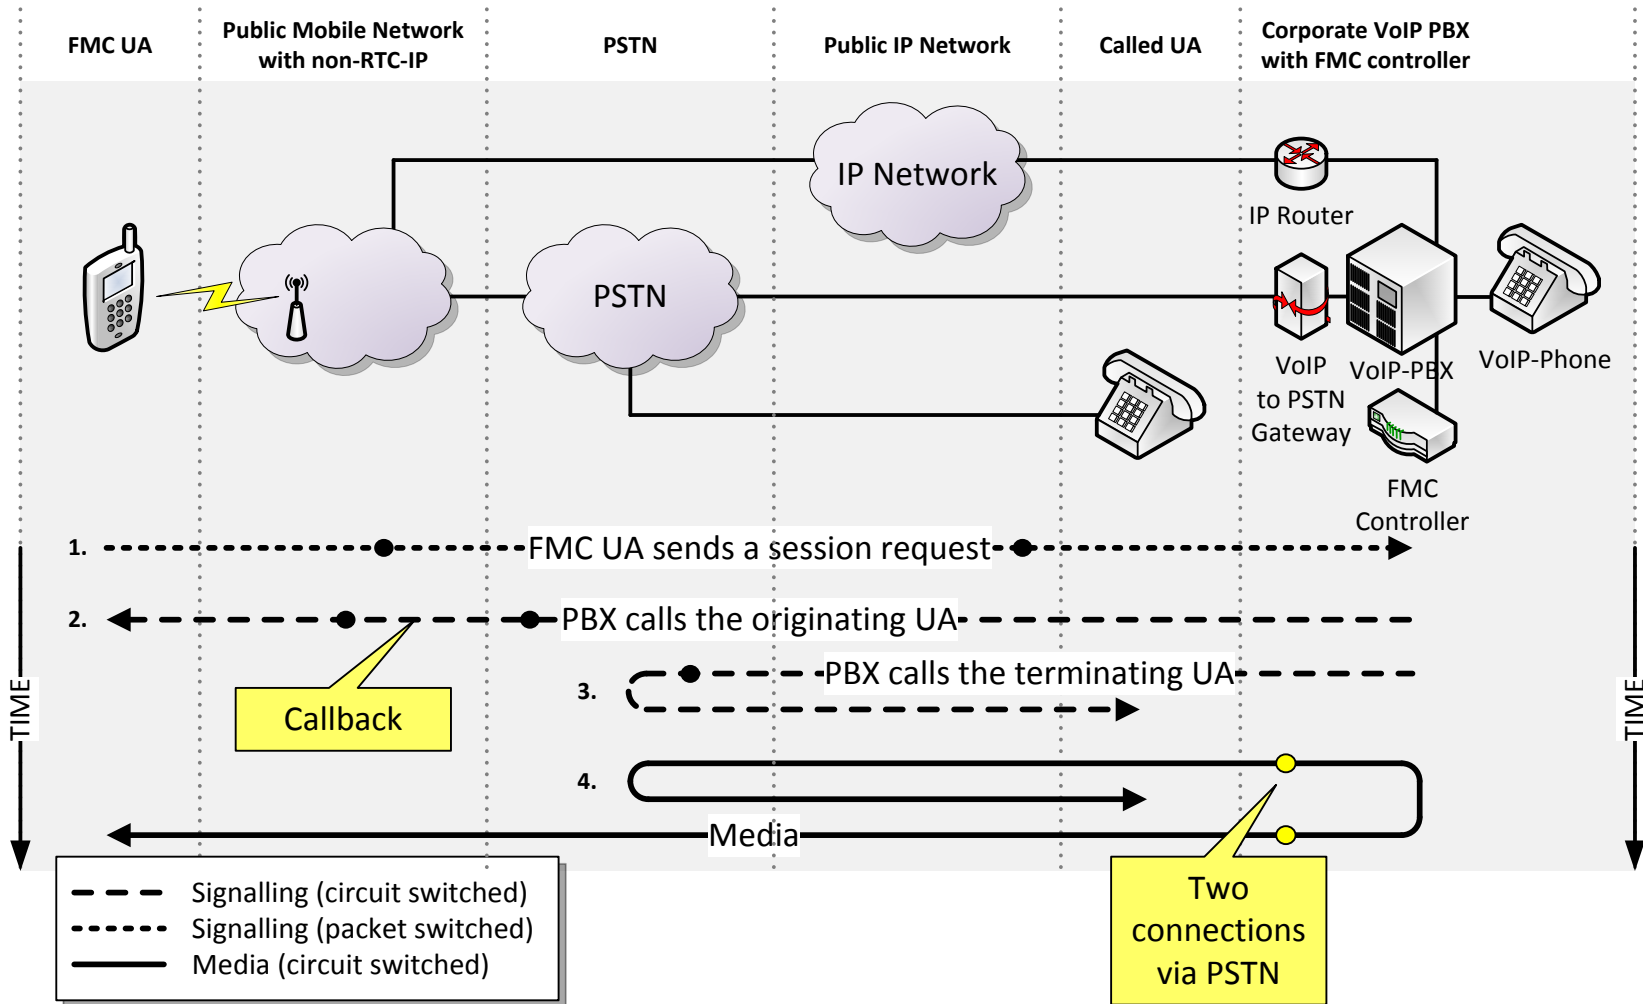 FMC UA
Public Mobile Network
with non-RTC-IP
PSTN
Public IP Network
Called UA
Corporate VoIP PBX
with FMC controller
IP Network
IP Router
PSTN
VoIP
to PSTN
Gateway
VoIP-PBX
VoIP-Phone
FMC
Controller
1.
FMC UA sends a session request
2.
PBX calls the originating UA
PBX calls the terminating UA
3.
Callback
TIME
TIME
4.
Media
Two
connections
via PSTN
Signalling (circuit switched)
Signalling (packet switched)
Media (circuit switched)